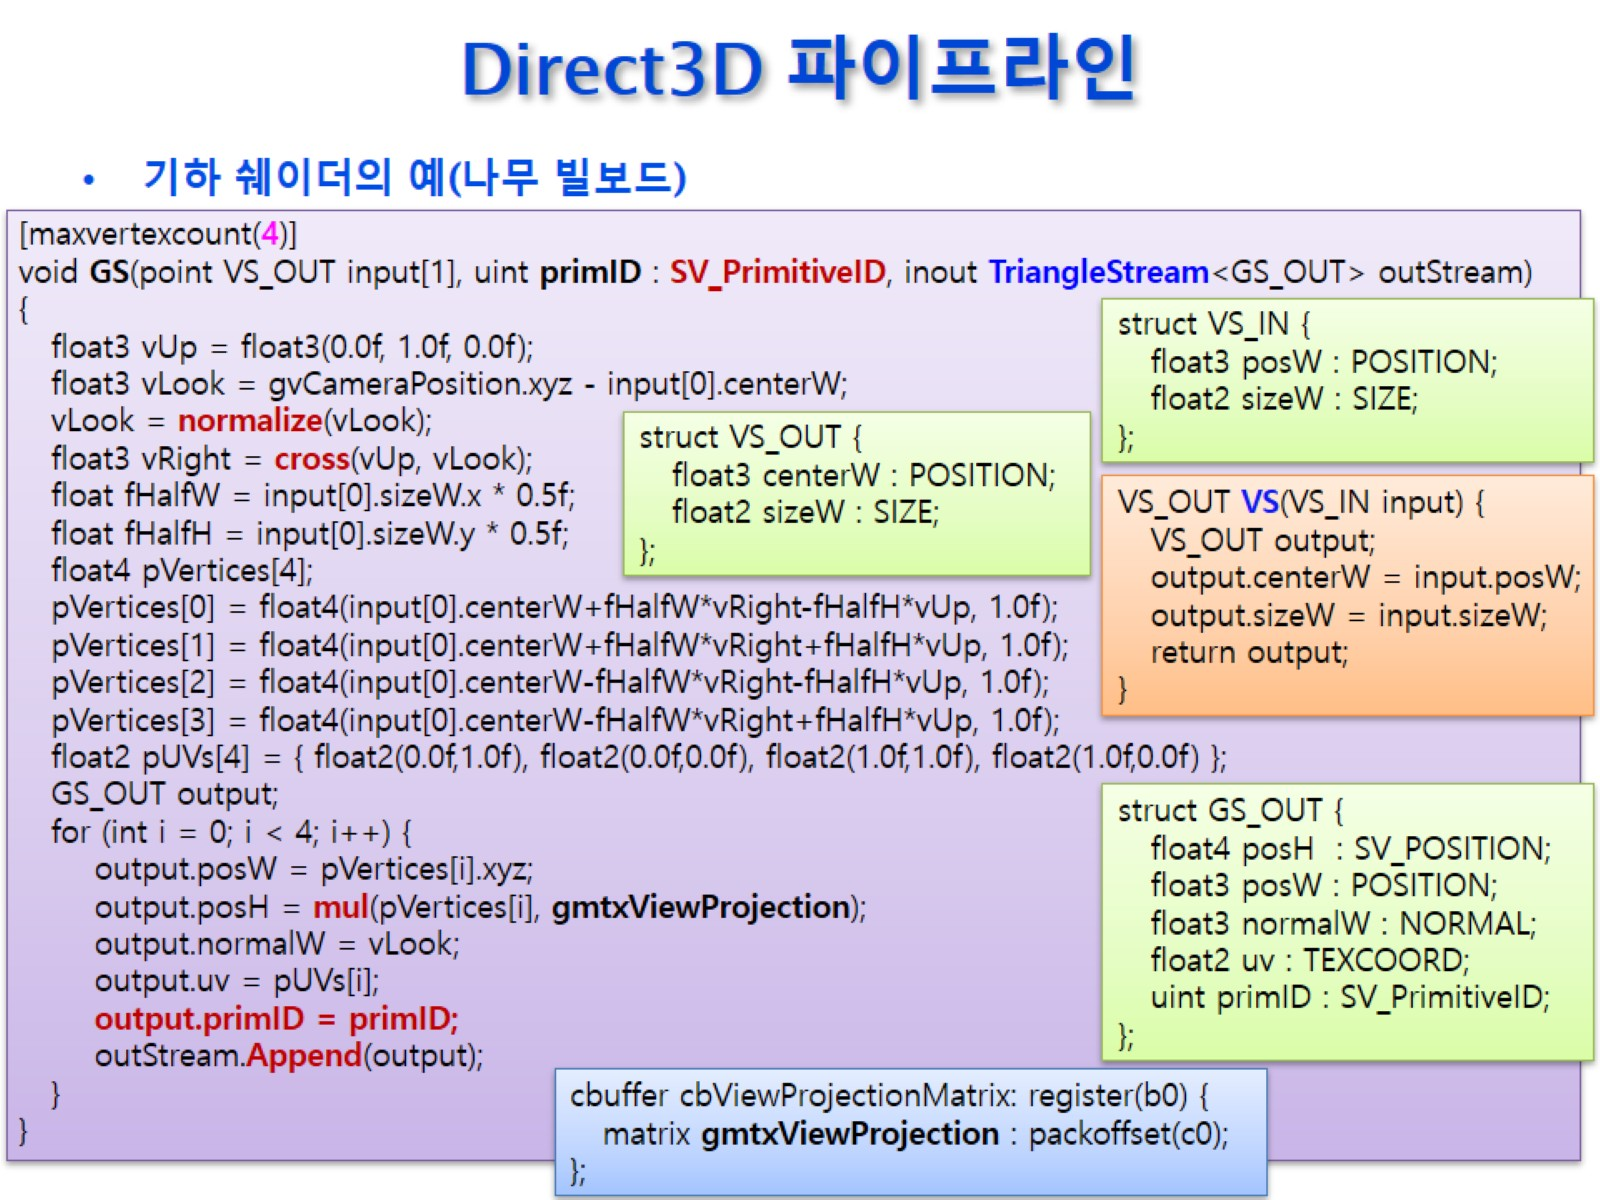 Direct3D 파이프라인
• 기하 쉐이더의 예(나무 빌보드)
[maxvertexcount(4)]
void GS(point VS_OUT input[1], uint primID : SV_PrimitiveID, inout TriangleStream<GS_OUT> outStream)
{
float3 vUp = float3(0.0f, 1.0f, 0.0f);
float3 vLook = gvCameraPosition.xyz - input[0].centerW;
vLook = normalize(vLook);
float3 vRight = cross(vUp, vLook);
float fHalfW = input[0].sizeW.x * 0.5f;
float fHalfH = input[0].sizeW.y * 0.5f;
float4 pVertices[4];
pVertices[0] = float4(input[0].centerW+fHalfW*vRight-fHalfH*vUp, 1.0f);
pVertices[1] = float4(input[0].centerW+fHalfW*vRight+fHalfH*vUp, 1.0f);
pVertices[2] = float4(input[0].centerW-fHalfW*vRight-fHalfH*vUp, 1.0f);
pVertices[3] = float4(input[0].centerW-fHalfW*vRight+fHalfH*vUp, 1.0f);
float2 pUVs[4] = { float2(0.0f,1.0f), float2(0.0f,0.0f), float2(1.0f,1.0f), float2(1.0f,0.0f) };
GS_OUT output;
for (int i = 0; i < 4; i++) {
output.posW = pVertices[i].xyz;
output.posH = mul(pVertices[i], gmtxViewProjection);
output.normalW = vLook;
output.uv = pUVs[i];
output.primID = primID;
outStream.Append(output);
}
}
struct VS_OUT {
float3 centerW : POSITION;
float2 sizeW : SIZE;
};
struct VS_IN {
float3 posW : POSITION;
float2 sizeW : SIZE;
};
VS_OUT VS(VS_IN input) {
VS_OUT output;
output.centerW = input.posW;
output.sizeW = input.sizeW;
return output;
}
struct GS_OUT {
float4 posH : SV_POSITION;
float3 posW : POSITION;
float3 normalW : NORMAL;
float2 uv : TEXCOORD;
uint primID : SV_PrimitiveID;
};
cbuffer cbViewProjectionMatrix: register(b0) {
matrix gmtxViewProjection : packoffset(c0);
};